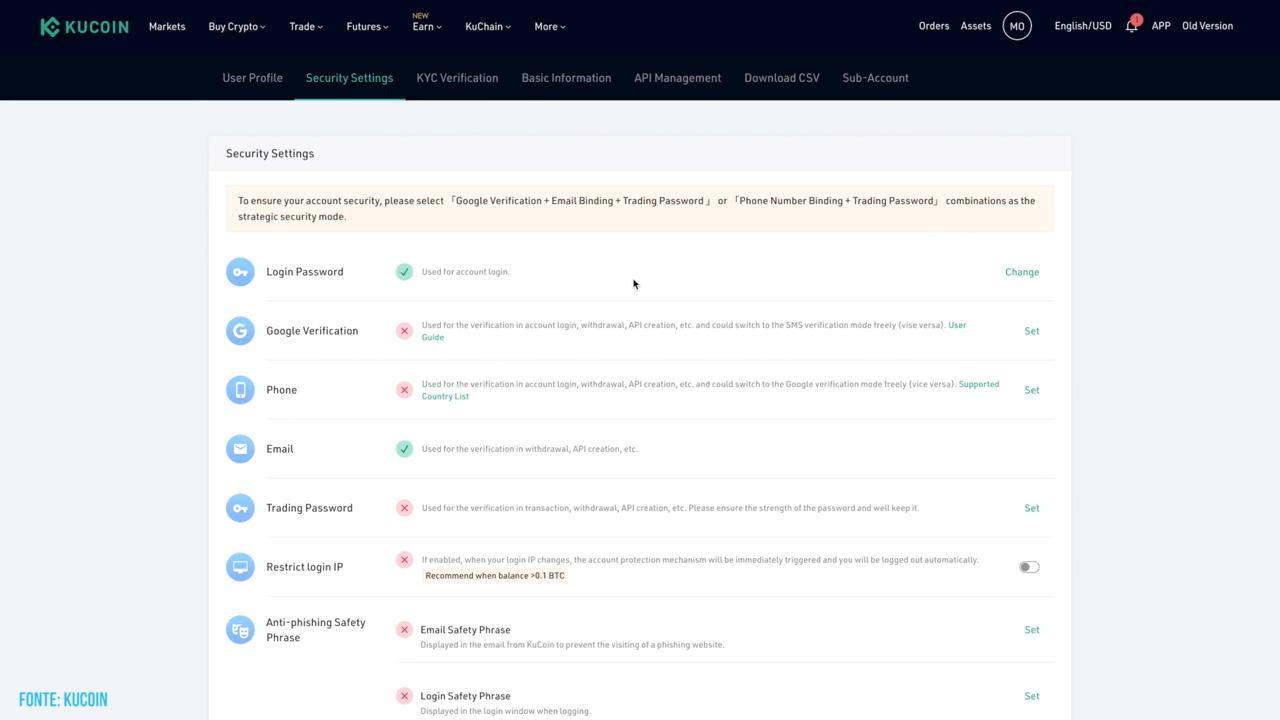 KUCOIN Markets Buy Crypto Trade Futures NEW Earn KuChain More Orders Assets MO English/USD 1 APP Old Version
User Profile Security Settings KYC Verification Basic Information API Management Download CSV Sub-Account
Security Settings
To ensure your account security, please select 「Google Verification + Email Binding + Trading Password 」 or 「Phone Number Binding + Trading Password」 combinations as the
strategic security mode.
Login Password Used for account login. Change
Google Verification Used for the verification in account login, withdrawal, API creation, etc. and could switch to the SMS verification mode freely (vise versa). User
Guide Set
Phone Used for the verification in account login, withdrawal, API creation, etc. and could switch to the Google verification mode freely (vice versa). Supported
Country List Set
Email Used for the verification in withdrawal, API creation, etc.
Trading Password Used for the verification in transaction, withdrawal, API creation, etc. Please ensure the strength of the password and well keep it. Set
Restrict login IP If enabled, when your login IP changes, the account protection mechanism will be immediately triggered and you will be logged out automatically.
Recommend when balance >0.1 BTC
Anti-phishing Safety
Phrase
Email Safety Phrase Set
Displayed in the email from KuCoin to prevent the visiting of a phishing website.
Login Safety Phrase Set
Displayed in the login window when logging.
FONTE: KUCOIN